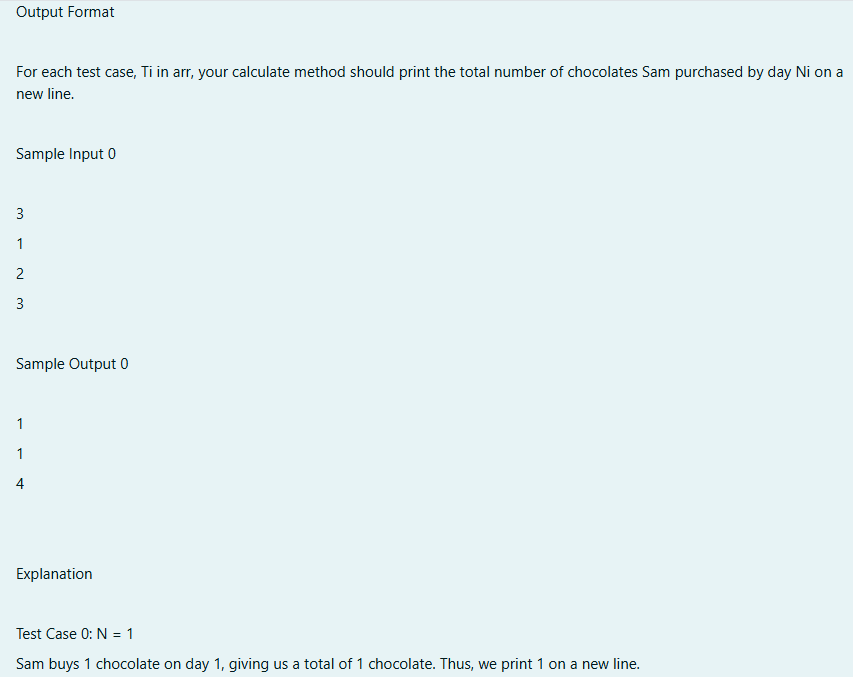 Output Format
For each test case, Ti in arr, your calculate method should print the total number of chocolates Sam purchased by day Ni on a
new line.
Sample Input 0
3
1
2
3
Sample Output 0
1
1
4
Explanation
Test Case 0: N = 1
Sam buys 1 chocolate on day 1, giving us a total of 1 chocolate. Thus, we print 1 on a new line.